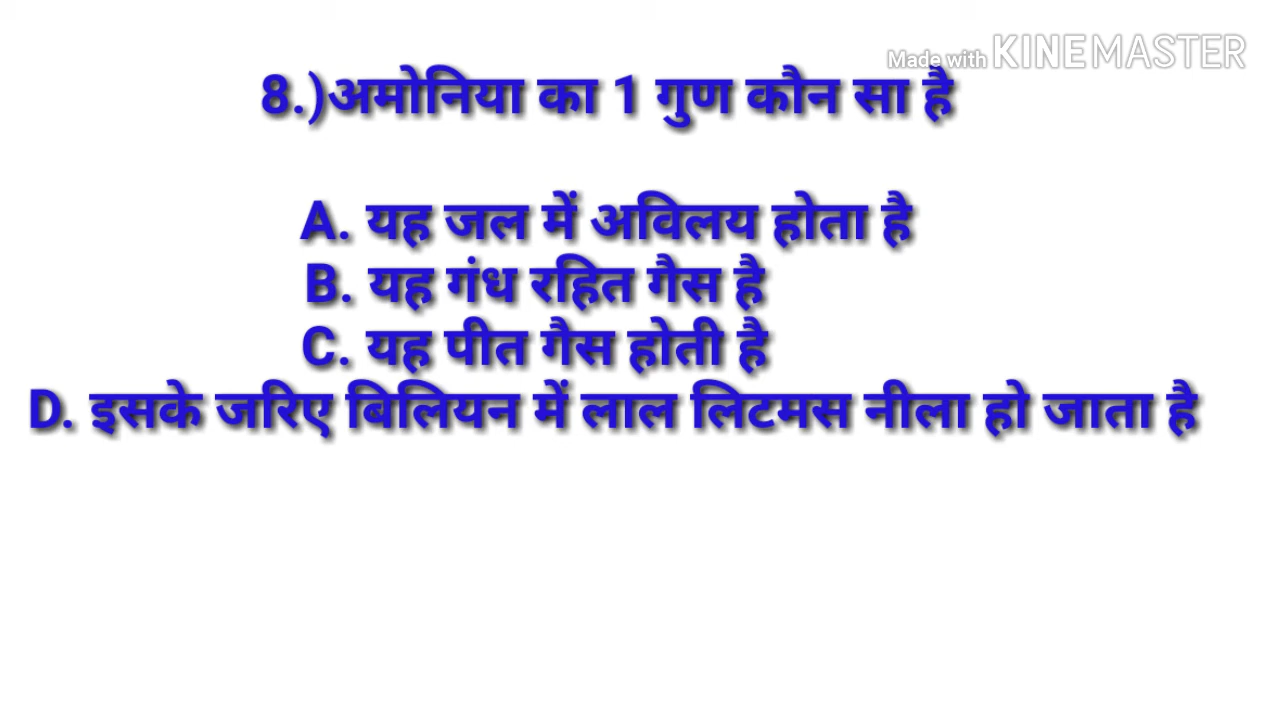 Made with KINEMASTER
8.)अमोनिया का 1 गुण कौन सा है
A. यह जल में अविलय होता है
B. यह गंध रहित गैस है
C. यह पीत गैस होती है
D. इसके जरिए बिलियन में लाल लिटमस नीला हो जाता है